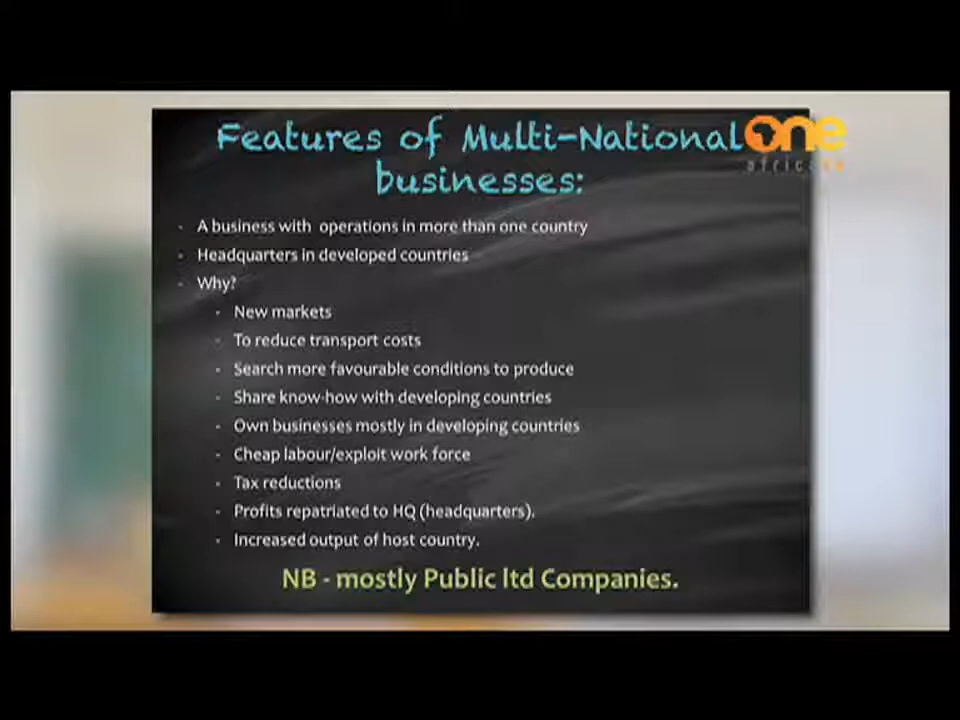 Features of Multi-National
businesses:
one
africa
- A business with operations in more than one country
- Headquarters in developed countries
- Why?
- New markets
- To reduce transport costs
- Search more favourable conditions to produce
- Share know-how with developing countries
- Own businesses mostly in developing countries
- Cheap labour/exploit work force
- Tax reductions
- Profits repatriated to HQ (headquarters).
- Increased output of host country.
NB - mostly Public ltd Companies.